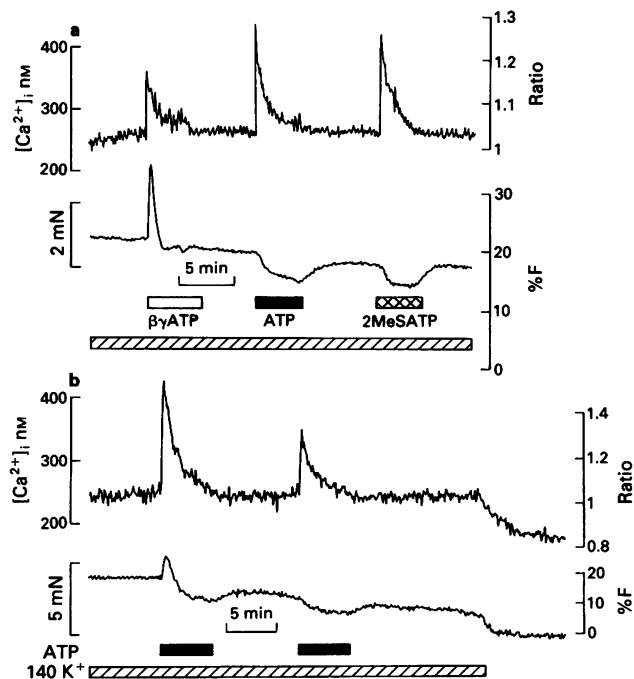 a
400
300
200
[Ca²⁺]ᵢ nM
1.3
1.2
1.1
1
Ratio
2 mN
30
20
10
0
%F
5 min
βγATP ATP 2MeSATP
b
400
300
200
[Ca²⁺]ᵢ nM
1.4
1.2
1
0.8
Ratio
5 mN
20
10
0
%F
5 min
ATP
140 K⁺